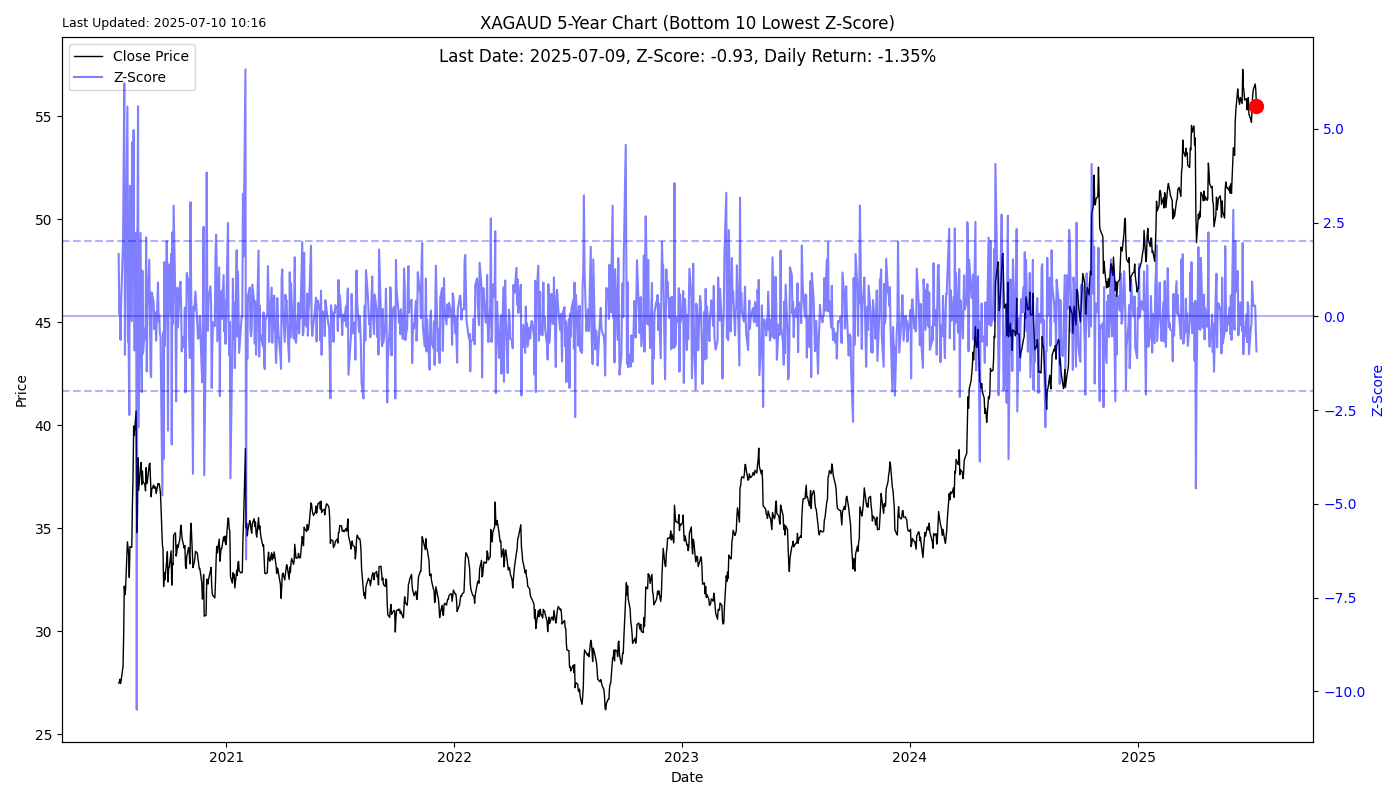 Last Updated: 2025-07-10 10:16
XAGAUD 5-Year Chart (Bottom 10 Lowest Z-Score)
Last Date: 2025-07-09, Z-Score: -0.93, Daily Return: -1.35%
Close Price
Z-Score
Price
55
50
45
40
35
30
25
5.0
2.5
0.0
−2.5
−5.0
−7.5
−10.0
Z-Score
2021
2022
2023
2024
2025
Date